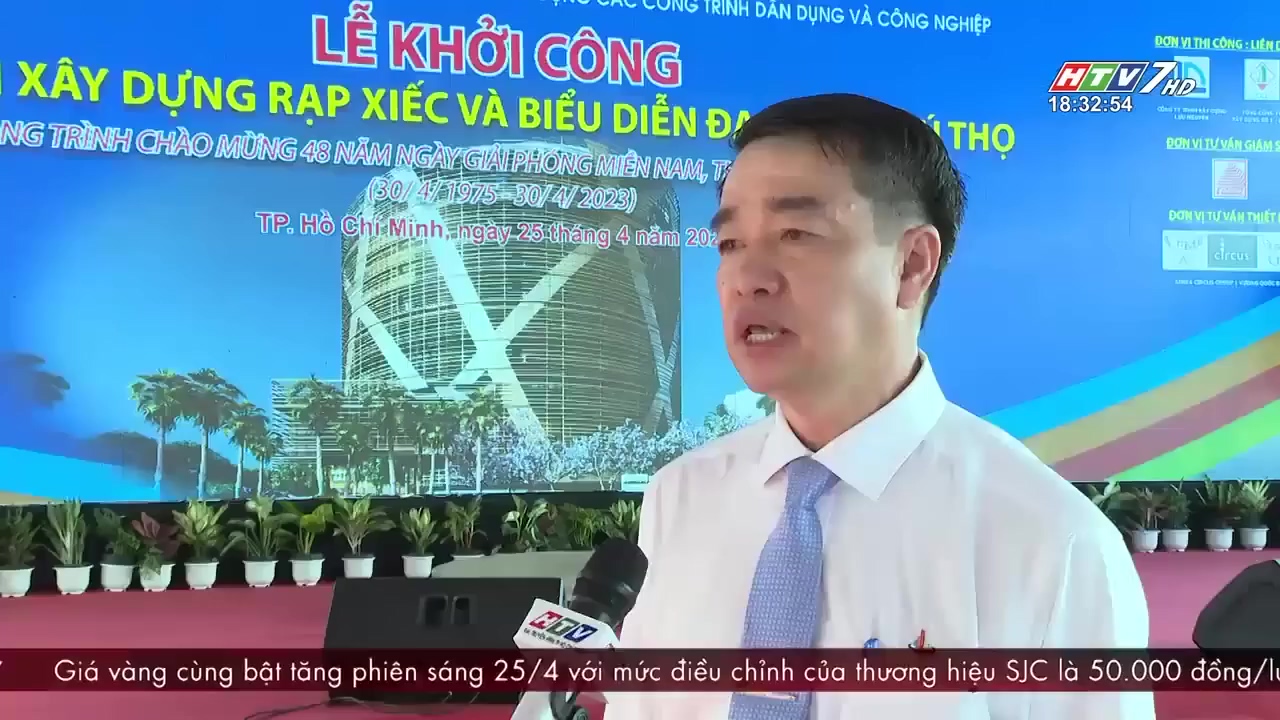 CÁC CÔNG TRÌNH DÂN DỤNG VÀ CÔNG NGHIỆP
LỄ KHỞI CÔNG
XÂY DỰNG RẠP XIẾC VÀ BIỂU DIỄN ĐA THỌ
TRÌNH CHÀO MỪNG 48 NĂM NGÀY GIẢI PHÓNG MIỀN NAM,
(30/4/1975 - 30/4/2023)
TP. Hồ Chí Minh, ngày 25 tháng 4 năm
ĐƠN VỊ THI CÔNG : LIÊN
HTV7 HD
18:32:54
ĐƠN VỊ TƯ VẤN GIÁM
ĐƠN VỊ TƯ VẤN THIẾT
circus
HTV
Giá vàng cùng bật tăng phiên sáng 25/4 với mức điều chỉnh của thương hiệu SJC là 50.000 đồng/